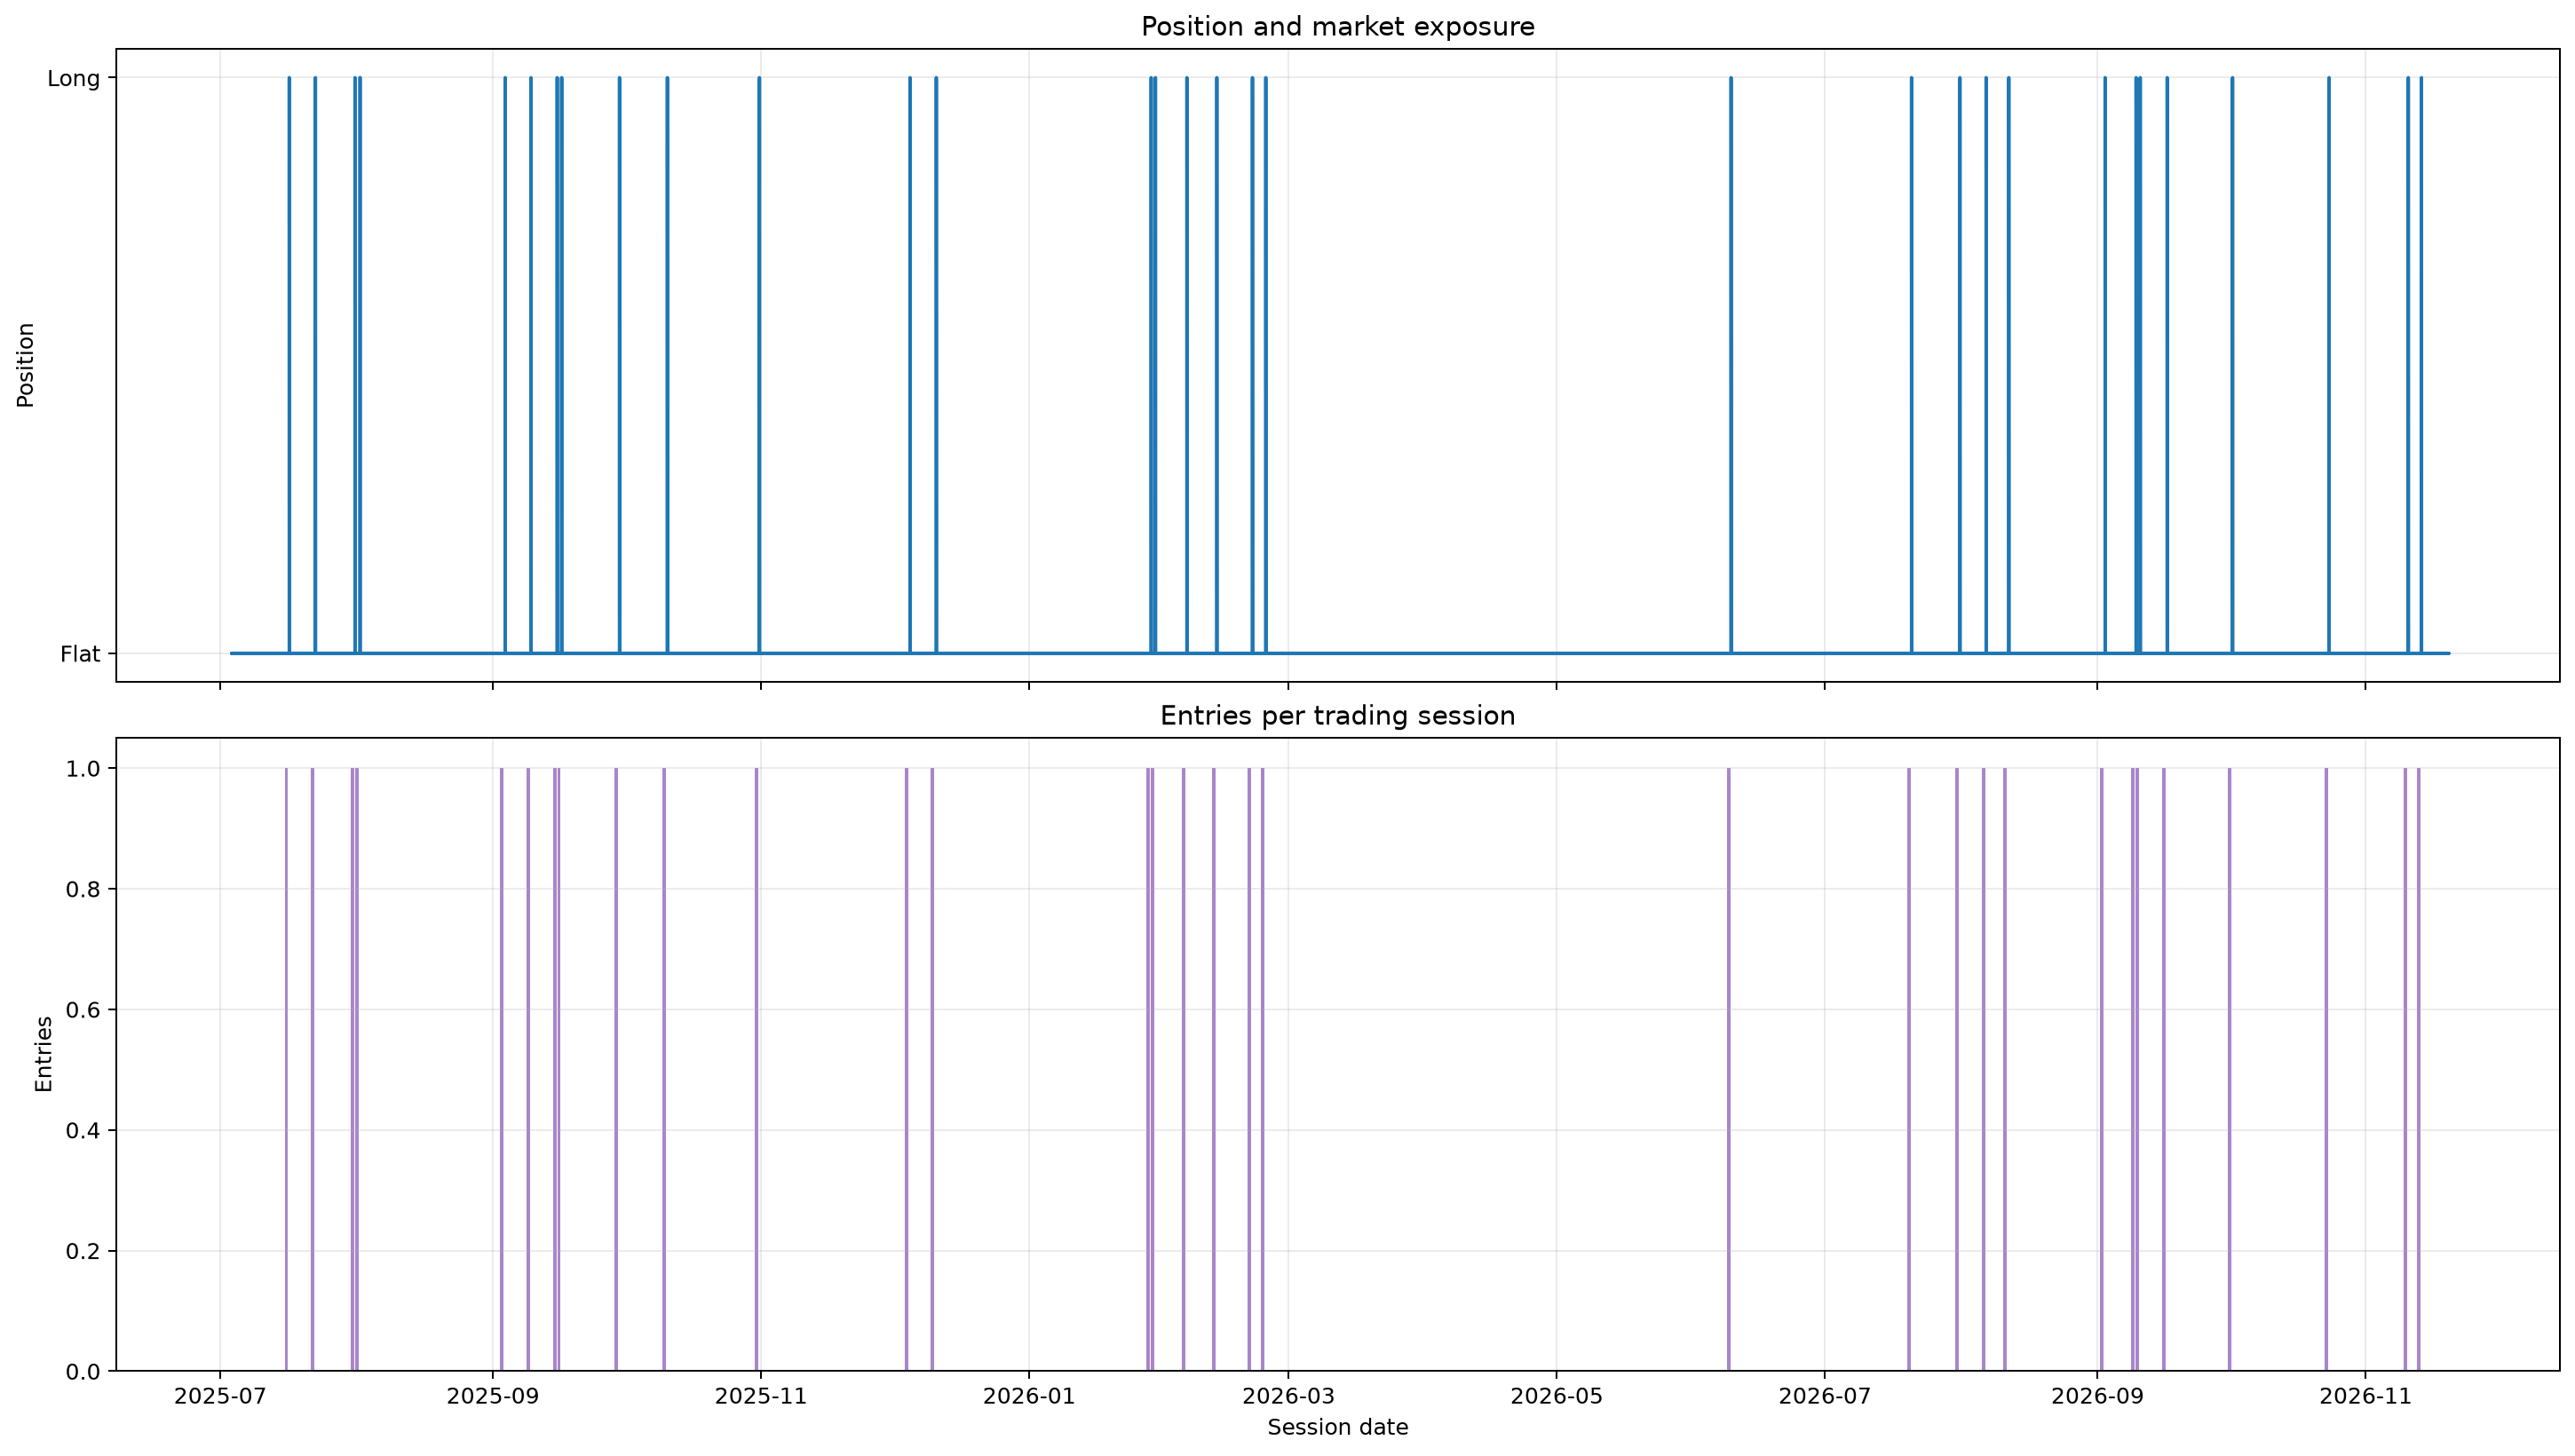 Position and market exposure
Long
Position
Flat
Entries per trading session
1.0
0.8
0.6
Entries
0.4
0.2
0.0
2025-07 2025-09 2025-11 2026-01 2026-03 2026-05 2026-07 2026-09 2026-11
Session date